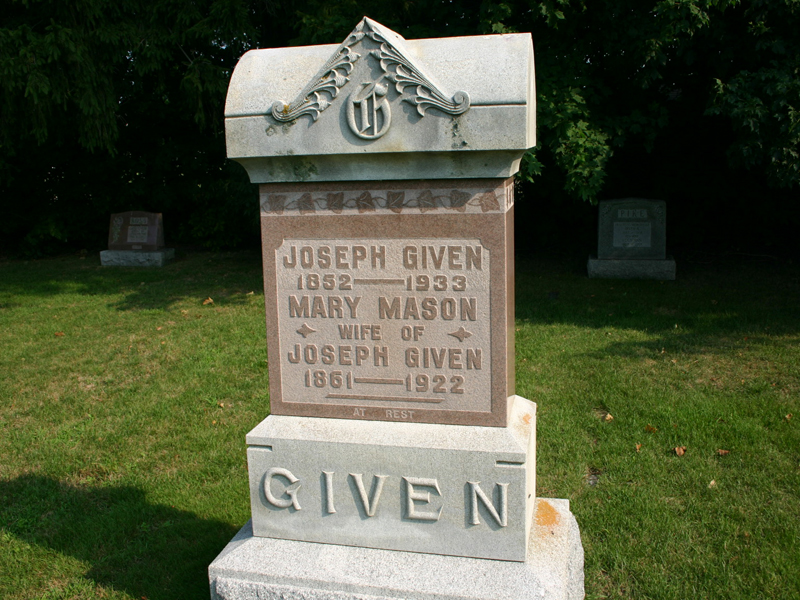 G
JOSEPH GIVEN
1852—1933
MARY MASON
WIFE OF
JOSEPH GIVEN
1861—1922
AT REST
GIVEN